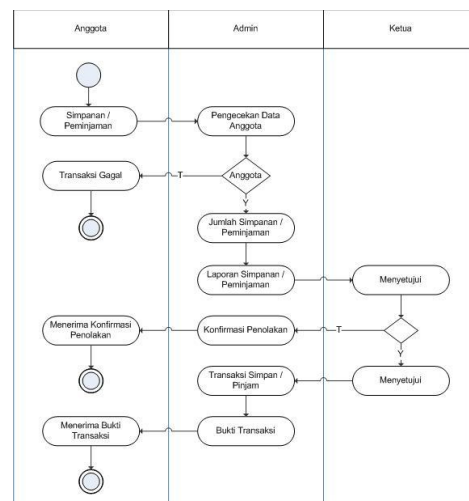 Anggota
Admin
Ketua
Simpanan /
Peminjaman
Pengecekan Data
Anggota
Transaksi Gagal
T
Anggota
Y
Jumlah Simpanan /
Peminjaman
Laporan Simpanan /
Peminjaman
Menyetujui
Menerima Konfirmasi
Penolakan
Konfirmasi Penolakan
T
Y
Transaksi Simpan /
Pinjam
Menyetujui
Menerima Bukti
Transaksi
Bukti Transaksi